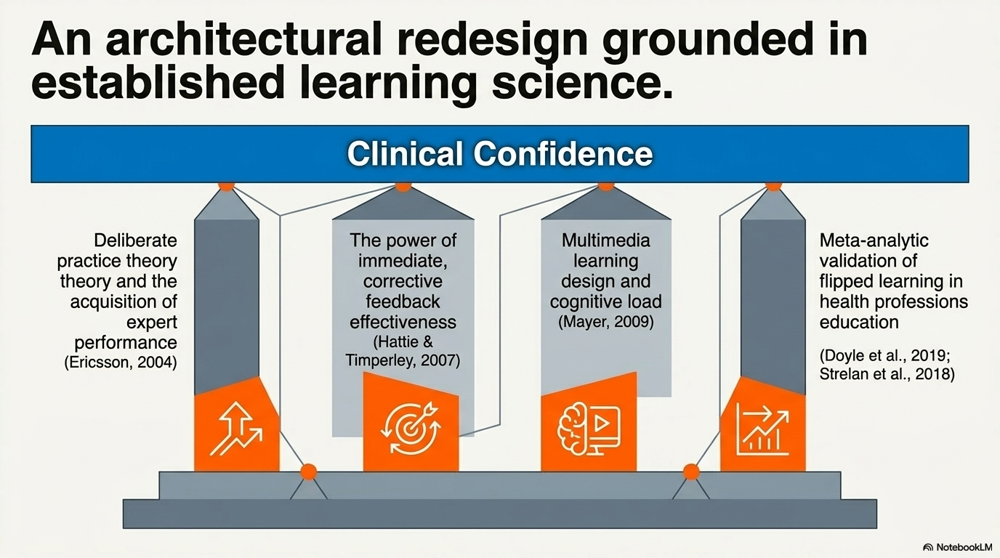 An architectural redesign grounded in
established learning science.
Clinical Confidence
Deliberate
practice theory
theory and the
acquisition of
expert
performance
(Ericsson, 2004)
The power of
immediate,
corrective
feedback
effectiveness
(Hattie &
Timperley, 2007)
Multimedia
learning
design and
cognitive load
(Mayer, 2009)
Meta-analytic
validation of
flipped learning in
health professions
education
(Doyle et al., 2019;
Strelan et al., 2018)
NotebookLM